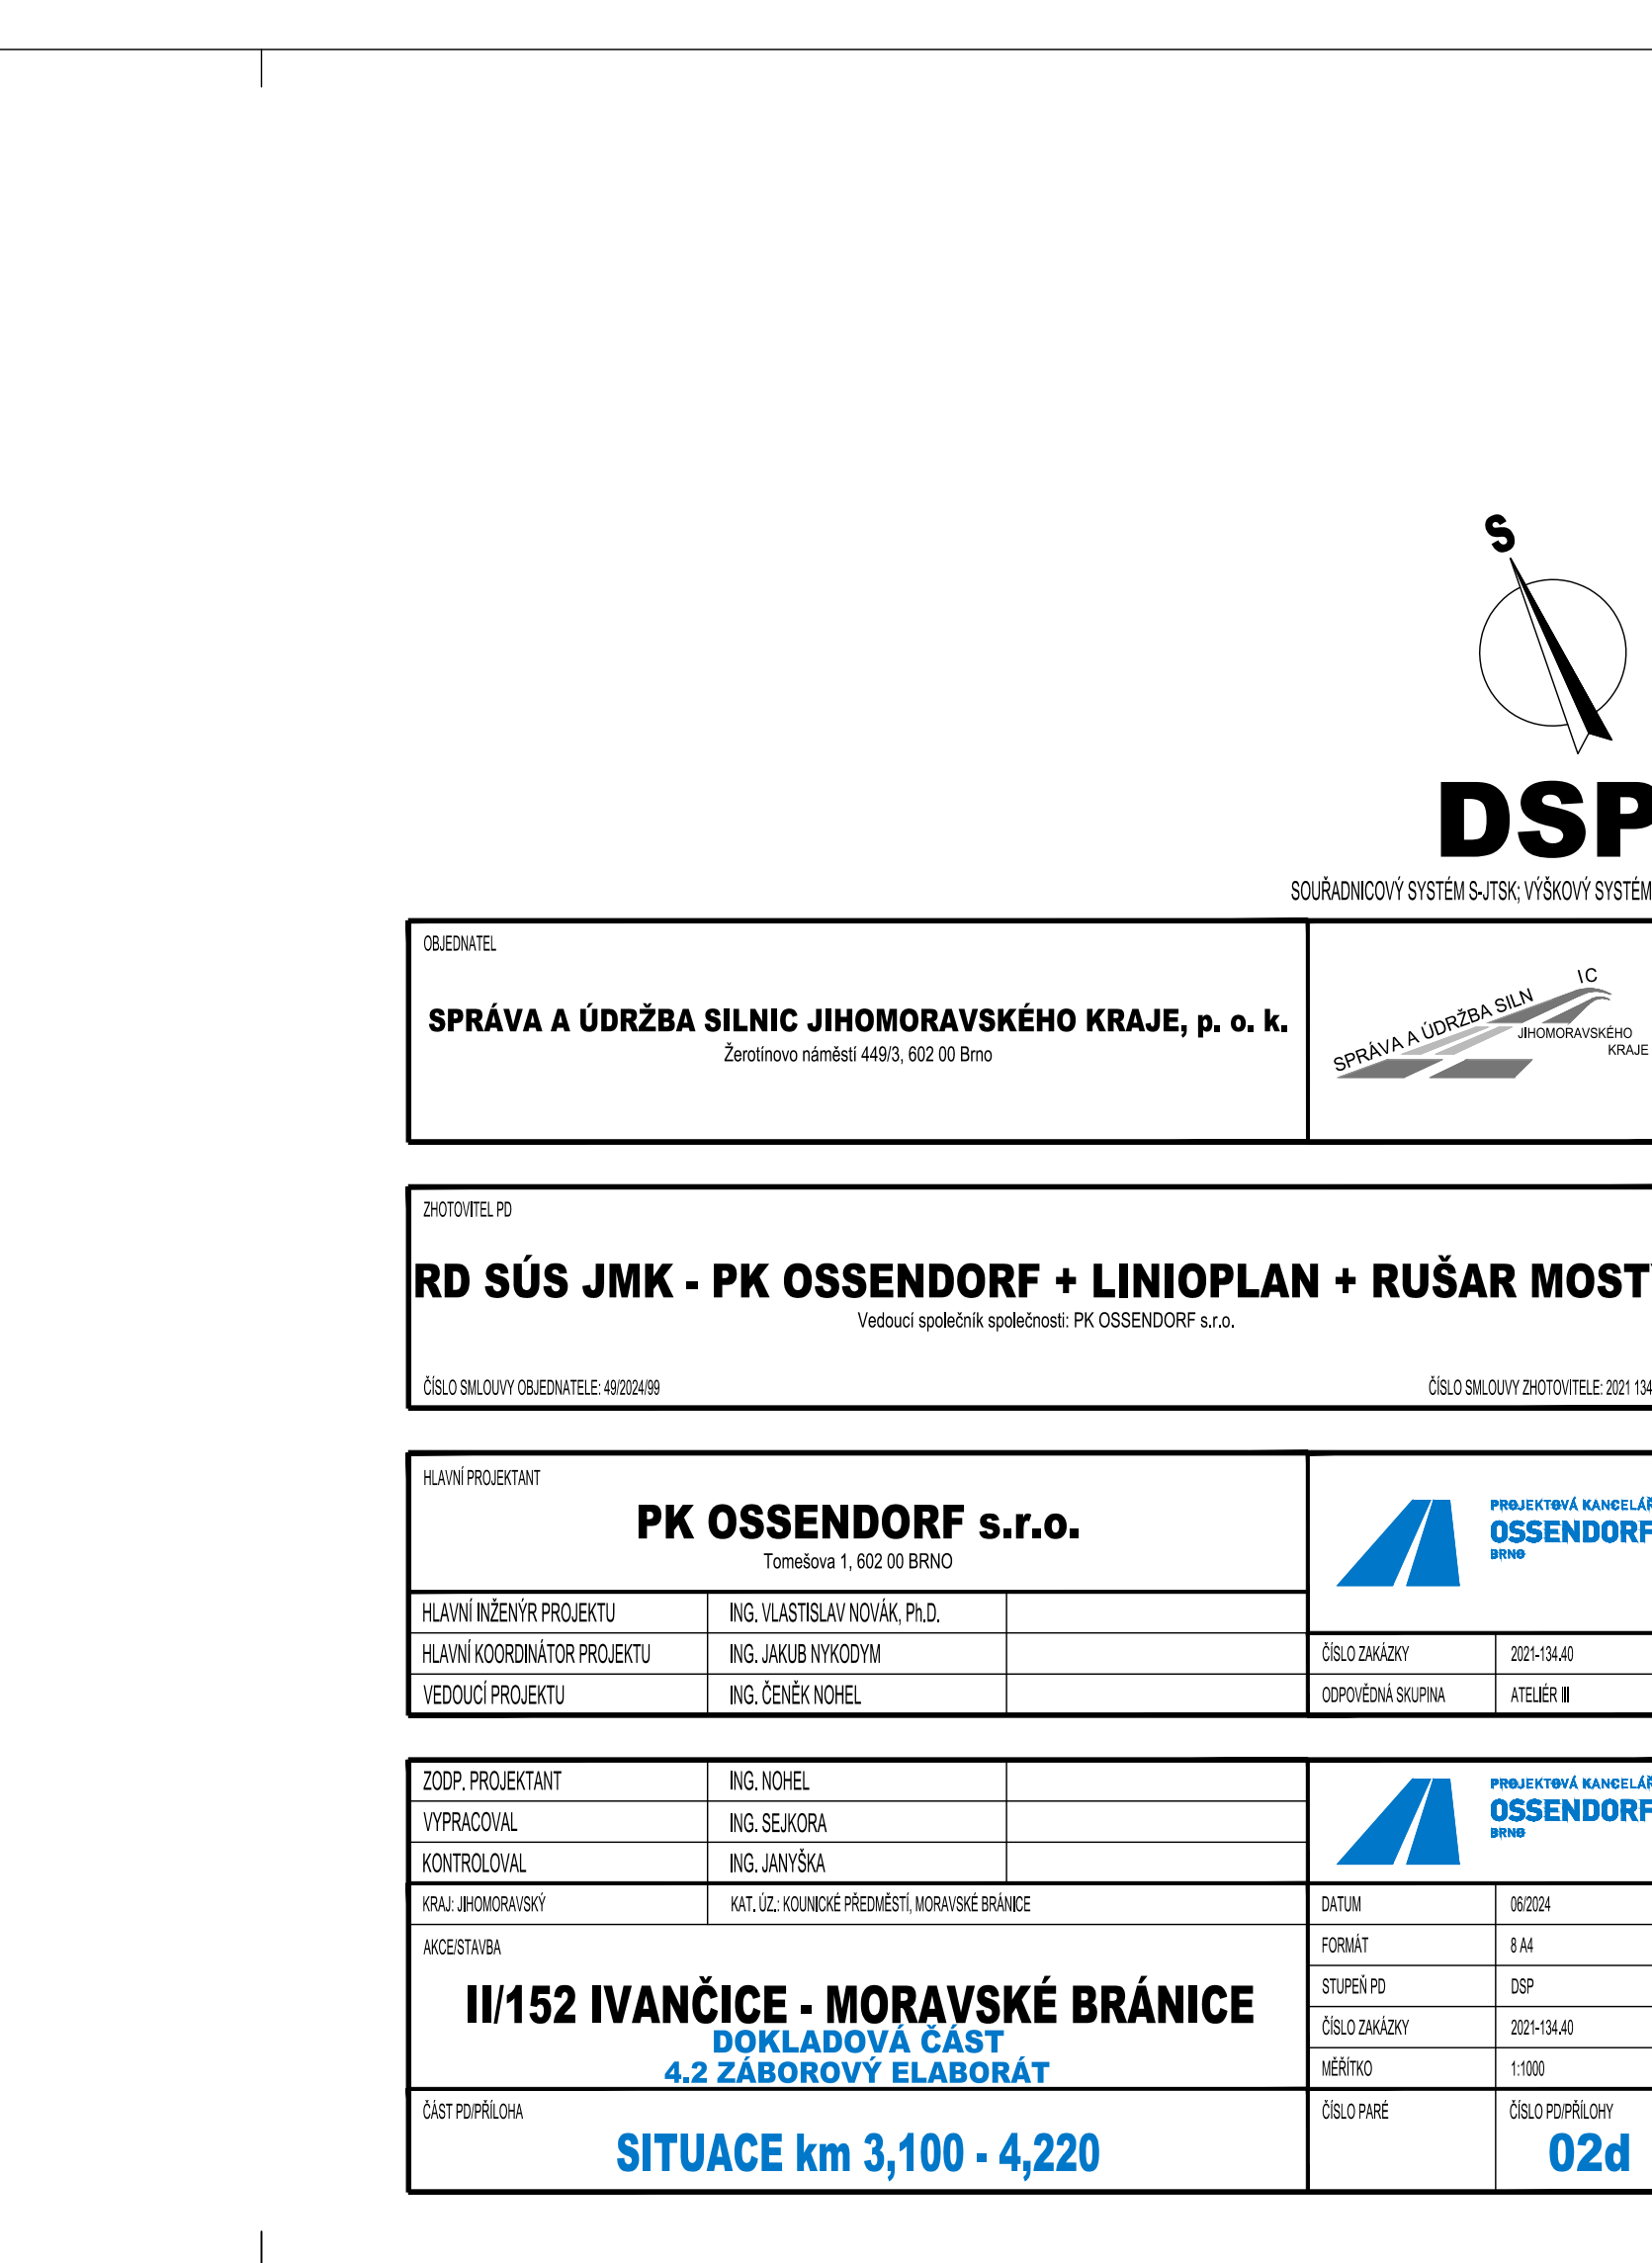 S
DSP
SOUŘADNICOVÝ SYSTÉM S-JTSK; VÝŠKOVÝ SYSTÉM
OBJEDNATEL
SPRÁVA A ÚDRŽBA SILNIC JIHOMORAVSKÉHO KRAJE, p. o. k.
Žerotínovo náměstí 449/3, 602 00 Brno
SPRÁVA A ÚDRŽBA SILNIC
JIHOMORAVSKÉHO
KRAJE
ZHOTOVITEL PD
RD SÚS JMK - PK OSSENDORF + LINIOPLAN + RUŠAR MOSTY
Vedoucí společník společnosti: PK OSSENDORF s.r.o.
ČÍSLO SMLOUVY OBJEDNATELE: 49/2024/99
ČÍSLO SMLOUVY ZHOTOVITELE: 2021 134
HLAVNÍ PROJEKTANT
PK OSSENDORF s.r.o.
Tomešova 1, 602 00 BRNO
PROJEKTOVÁ KANCELÁŘ
OSSENDORF
BRNO
HLAVNÍ INŽENÝR PROJEKTU ING. VLASTISLAV NOVÁK, Ph.D.
HLAVNÍ KOORDINÁTOR PROJEKTU ING. JAKUB NYKODYM
ČÍSLO ZAKÁZKY 2021-134.40
VEDOUCÍ PROJEKTU ING. ČENĚK NOHEL
ODPOVĚDNÁ SKUPINA ATELIÉR III
ZODP. PROJEKTANT ING. NOHEL
VYPRACOVAL ING. SEJKORA
KONTROLOVAL ING. JANYŠKA
PROJEKTOVÁ KANCELÁŘ
OSSENDORF
BRNO
KRAJ: JIHOMORAVSKÝ KAT. ÚZ.: KOUNICKÉ PŘEDMĚSTÍ, MORAVSKÉ BRÁNICE
DATUM 06/2024
AKCE/STAVBA
II/152 IVANČICE - MORAVSKÉ BRÁNICE
DOKLADOVÁ ČÁST
4.2 ZÁBOROVÝ ELABORÁT
FORMÁT 8 A4
STUPEŇ PD DSP
ČÍSLO ZAKÁZKY 2021-134.40
MĚŘÍTKO 1:1000
ČÁST PD/PŘÍLOHA
SITUACE km 3,100 - 4,220
ČÍSLO PARÉ
ČÍSLO PD/PŘÍLOHY
02d